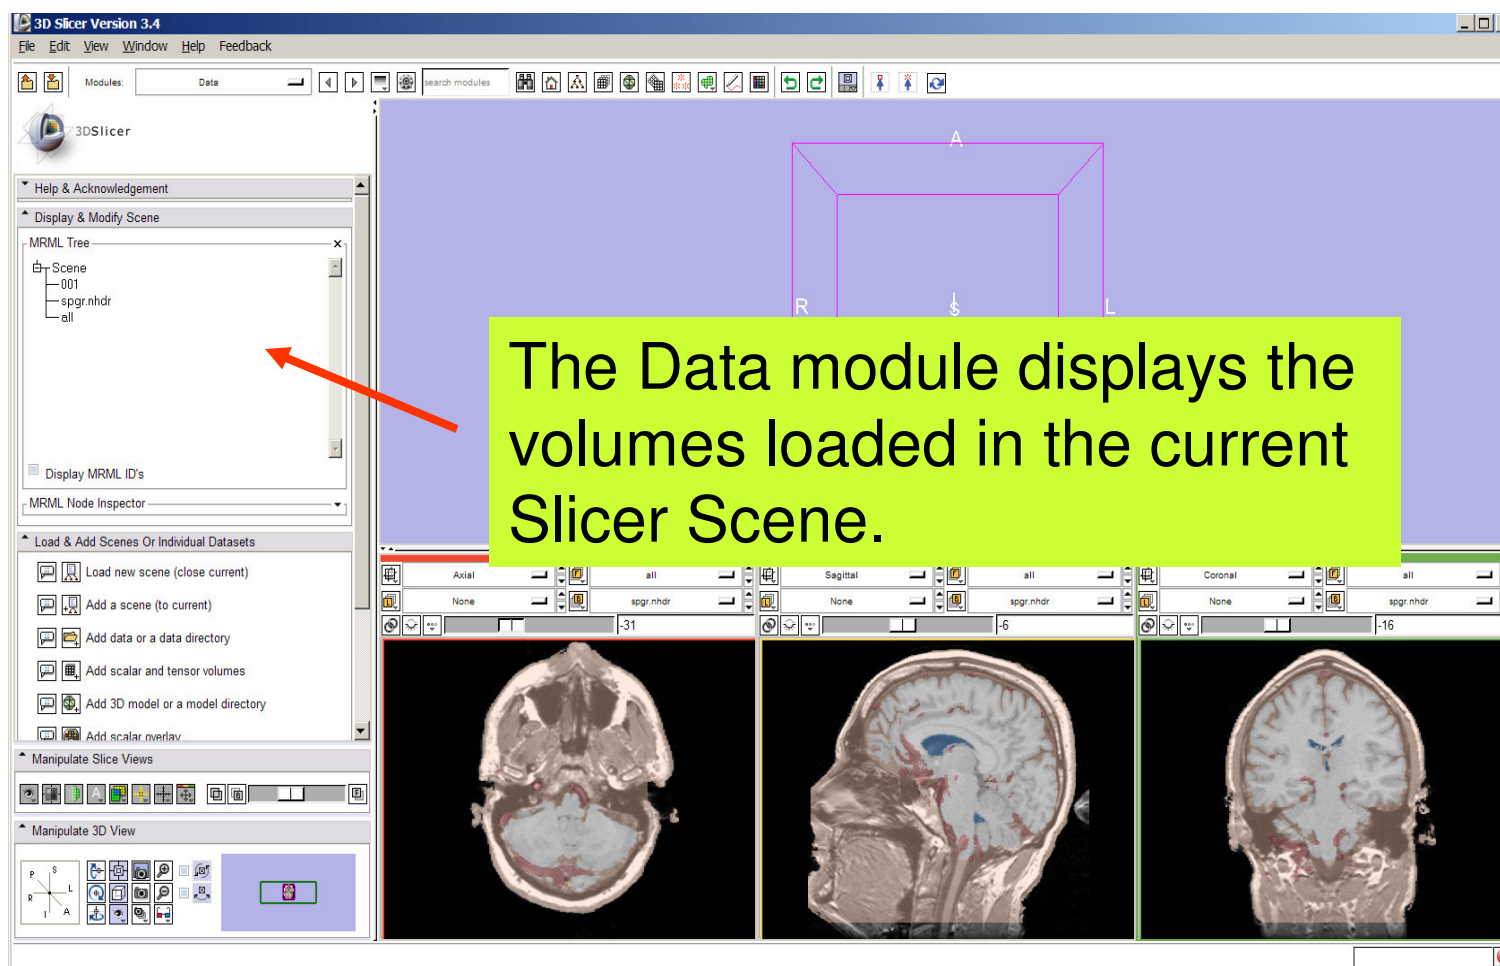 3D Slicer Version 3.4
File Edit View Window Help Feedback
Modules: Data search modules
3DSlicer
Help & Acknowledgement
Display & Modify Scene
MRML Tree
Scene
001
spgr.nhdr
all
Display MRML ID's
MRML Node Inspector
Load & Add Scenes Or Individual Datasets
Load new scene (close current)
Add a scene (to current)
Add data or a data directory
Add scalar and tensor volumes
Add 3D model or a model directory
Add scalar overlay
Manipulate Slice Views
Manipulate 3D View
P S
R L
I A
A
R S L
The Data module displays the
volumes loaded in the current
Slicer Scene.
Axial all
None spgr.nhdr
-31
Sagittal all
None spgr.nhdr
-6
Coronal all
None spgr.nhdr
-16